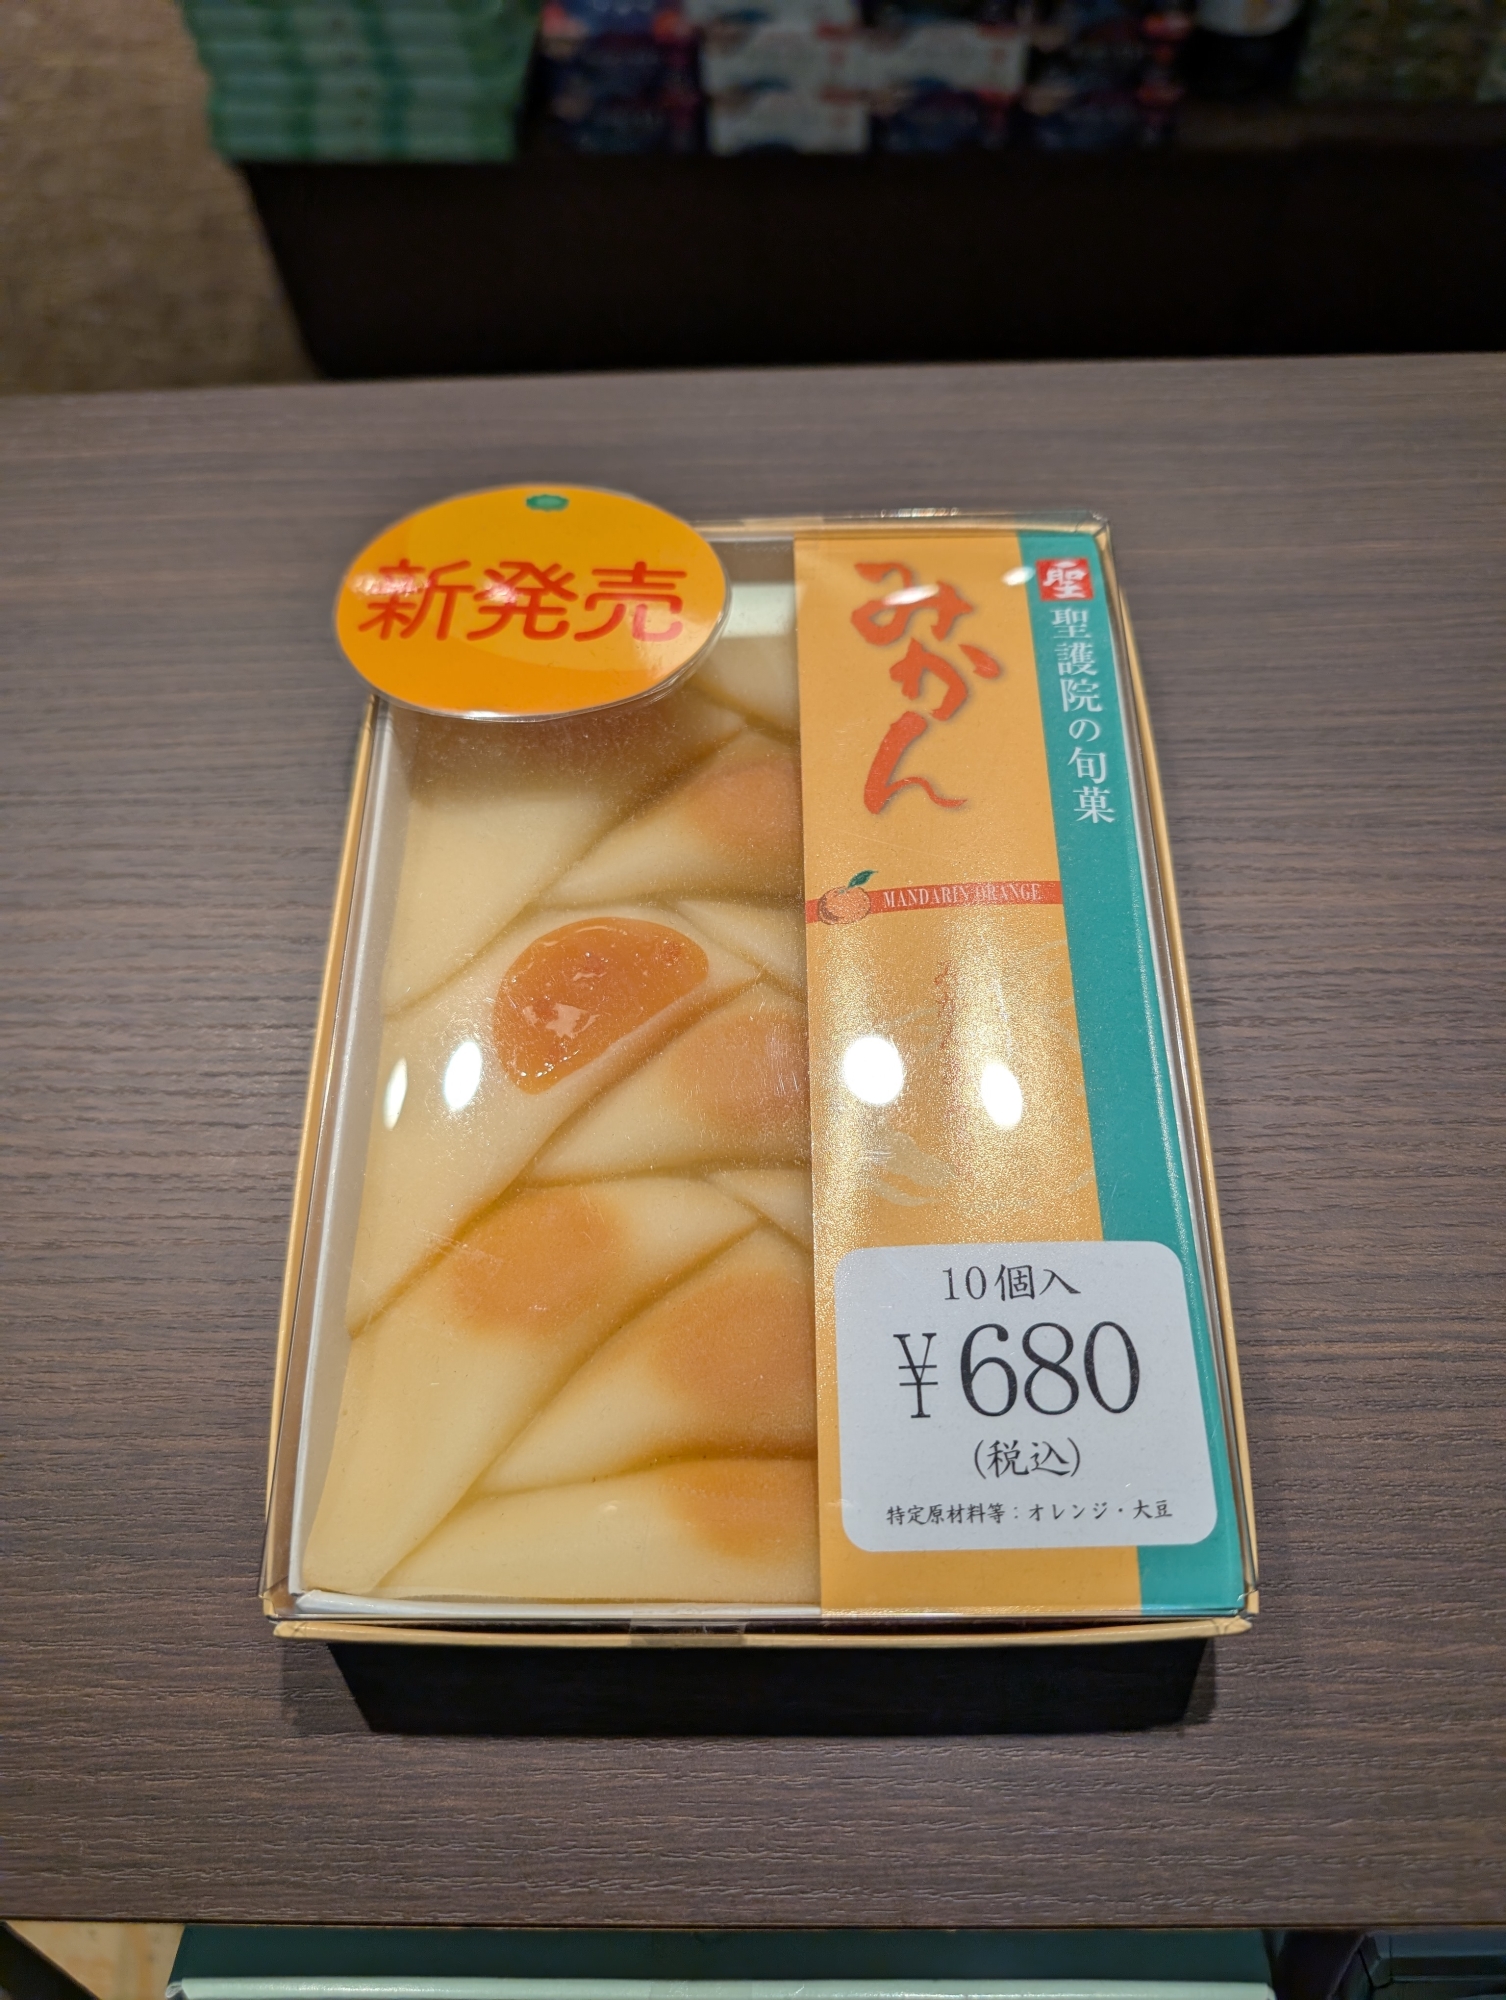 新発売
みかん
MANDARIN ORANGE
聖
聖護院の旬菓
10個入
¥680
(税込)
特定原材料等：オレンジ・大豆